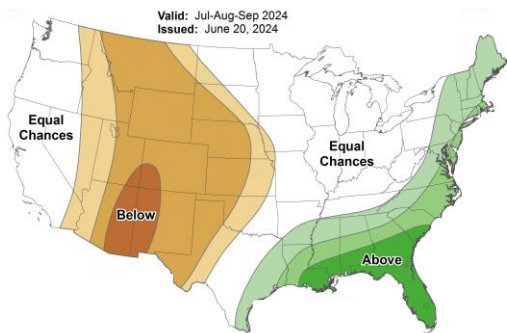 Valid: Jul-Aug-Sep 2024
Issued: June 20, 2024
Equal
Chances
Equal
Chances
Below
Above